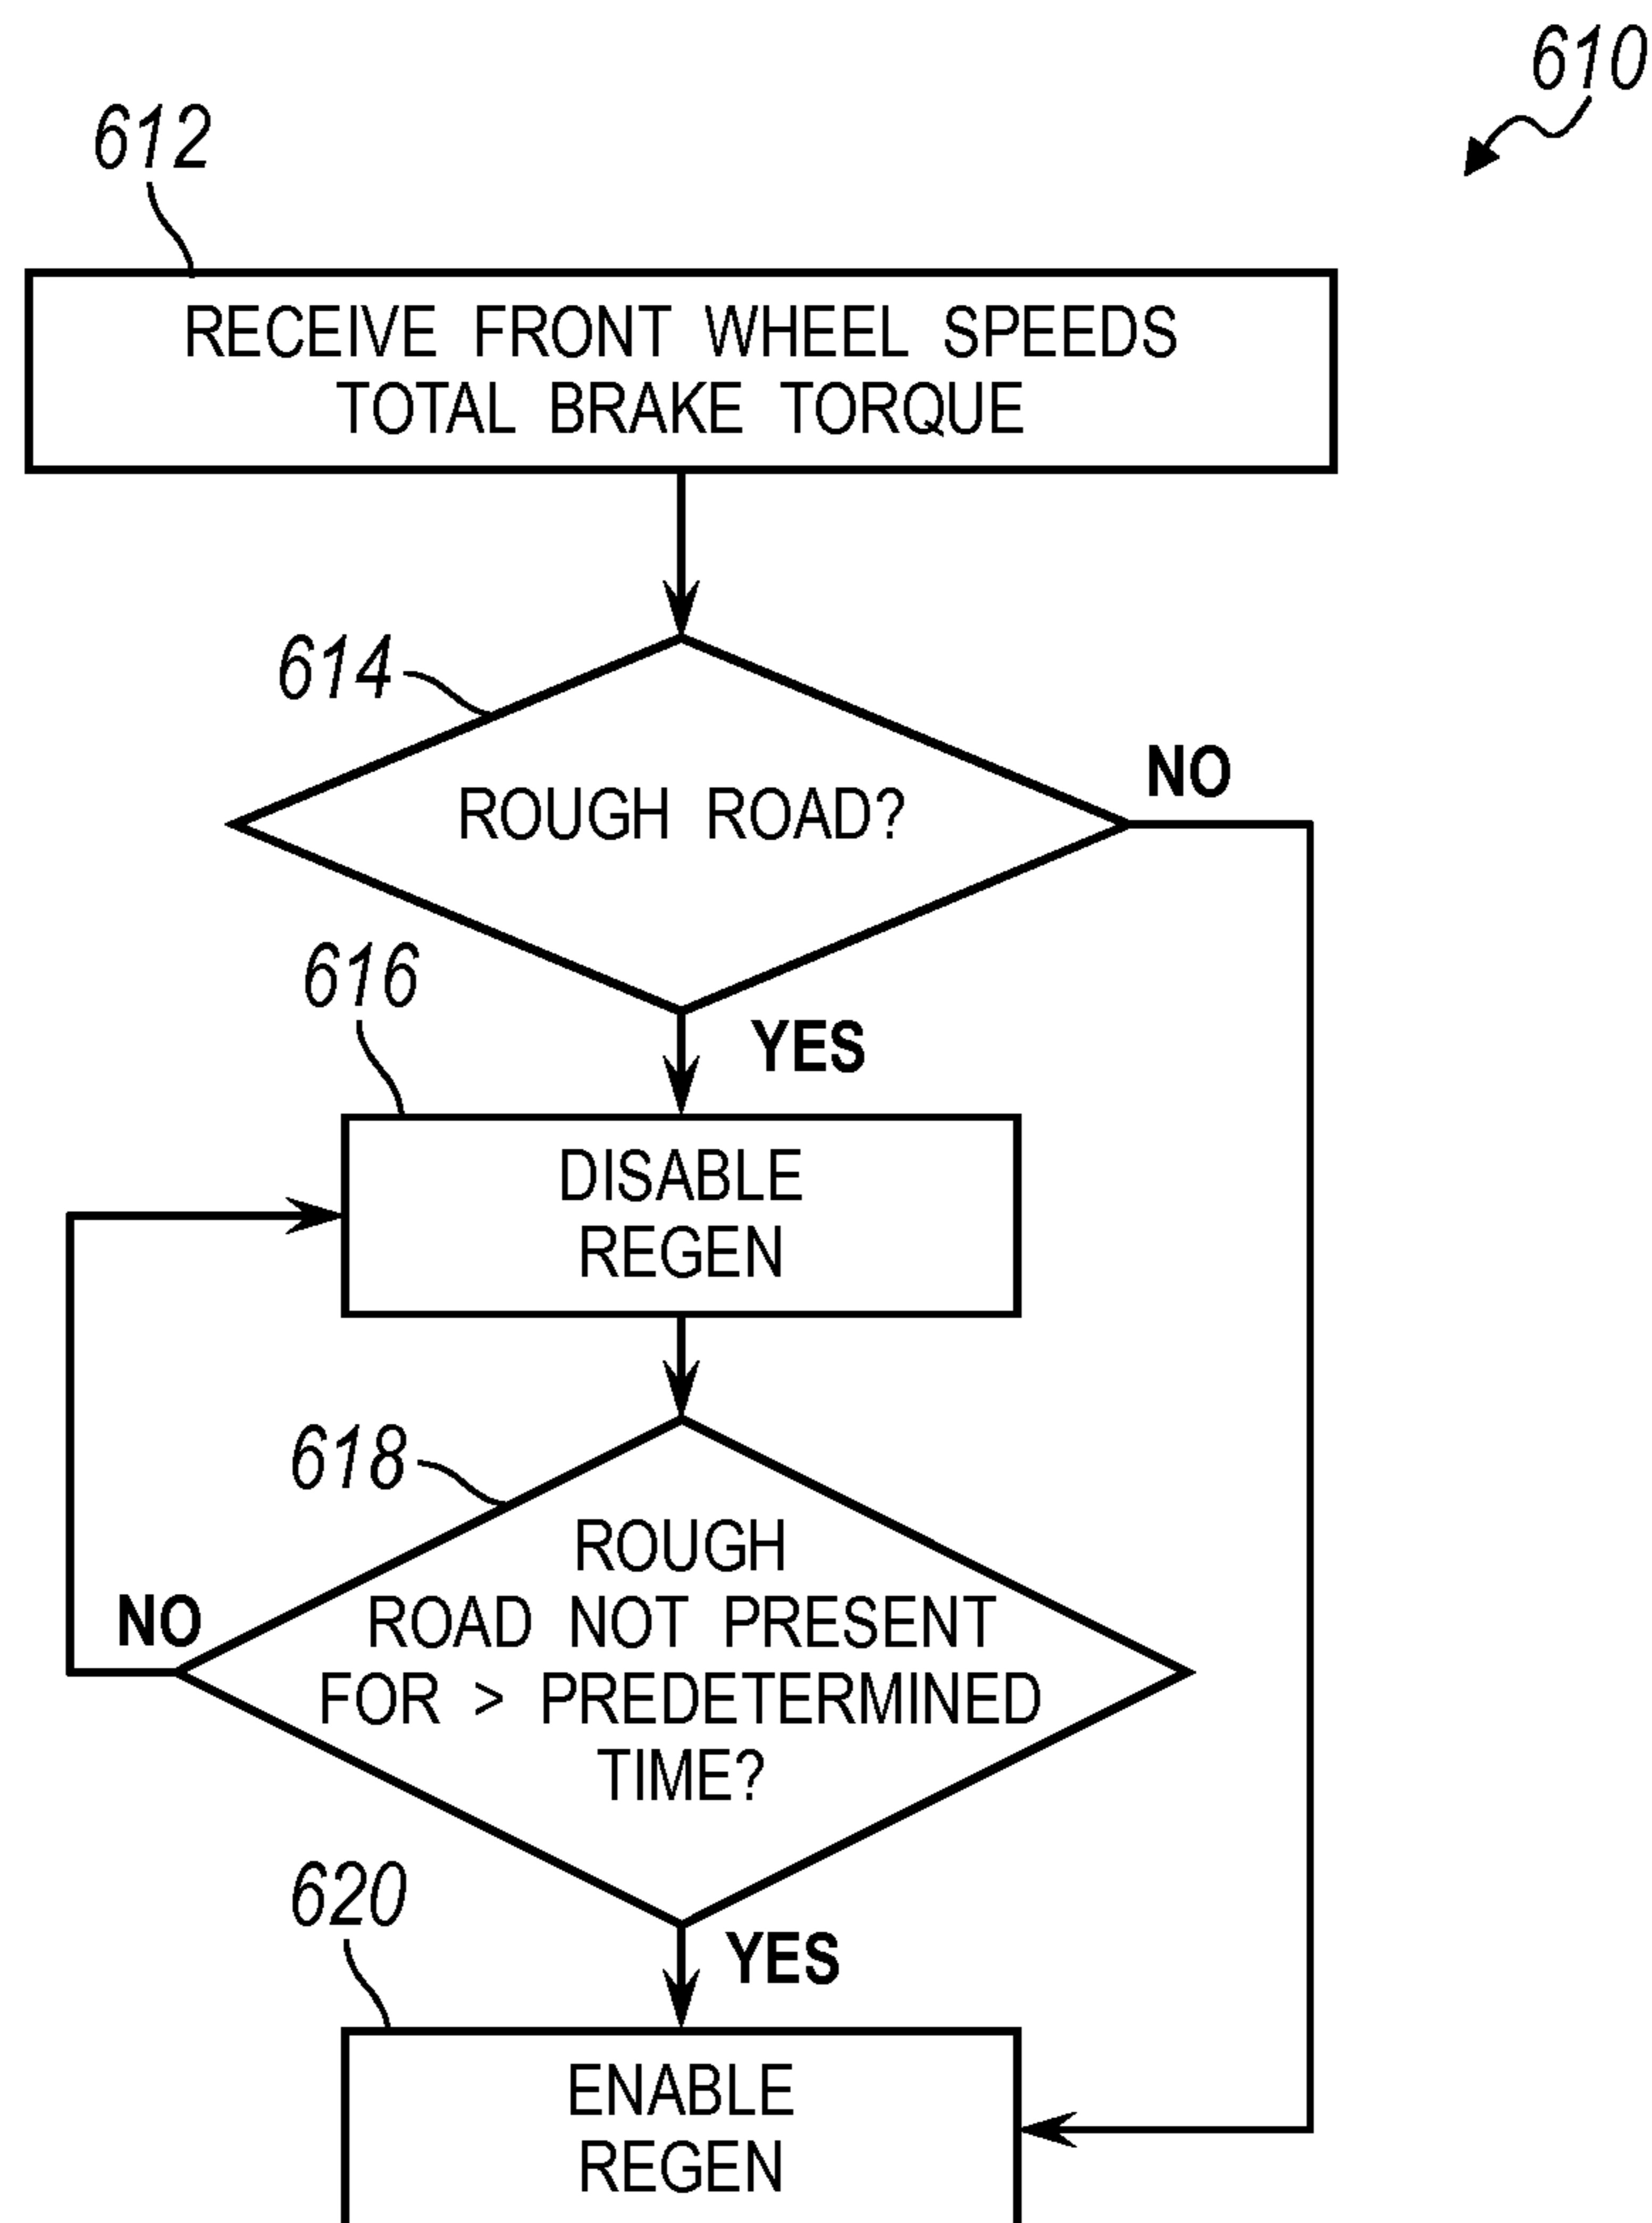 610
612
RECEIVE FRONT WHEEL SPEEDS
TOTAL BRAKE TORQUE
614
ROUGH ROAD?
NO
616
YES
DISABLE
REGEN
618
ROUGH
ROAD NOT PRESENT
FOR > PREDETERMINED
TIME?
NO
620
YES
ENABLE
REGEN